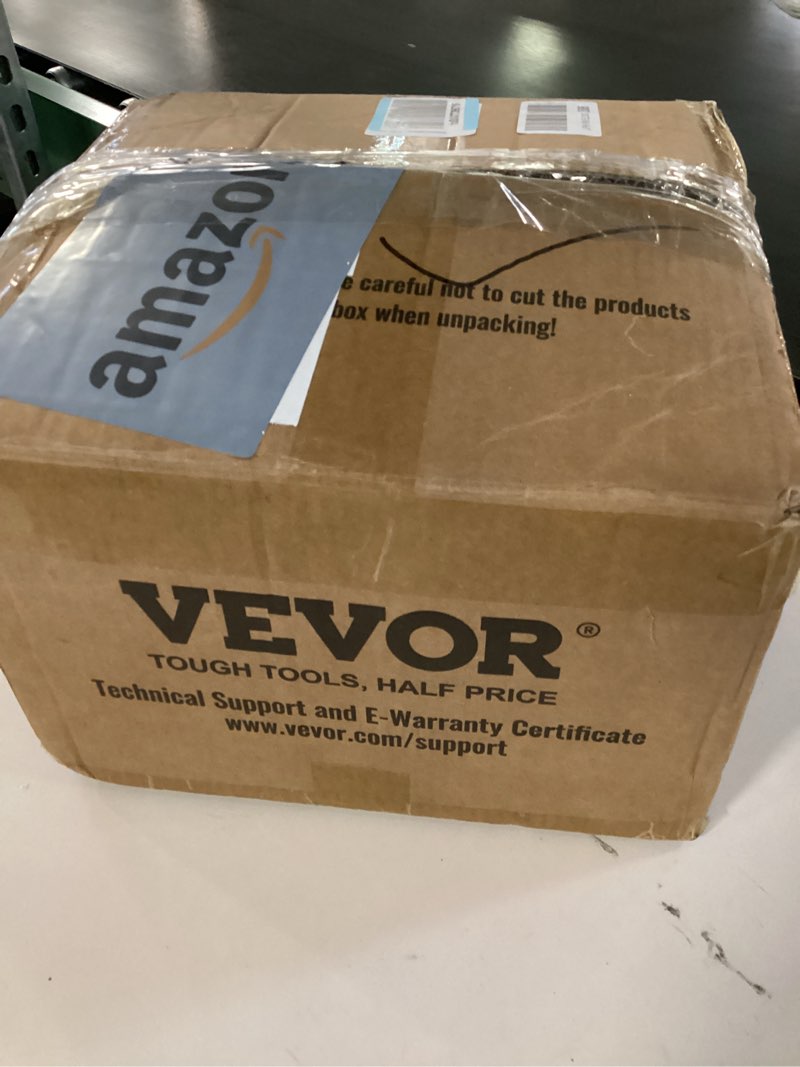 amazon
e careful not to cut the products
box when unpacking!
VEVOR®
TOUGH TOOLS, HALF PRICE
Technical Support and E-Warranty Certificate
www.vevor.com/support